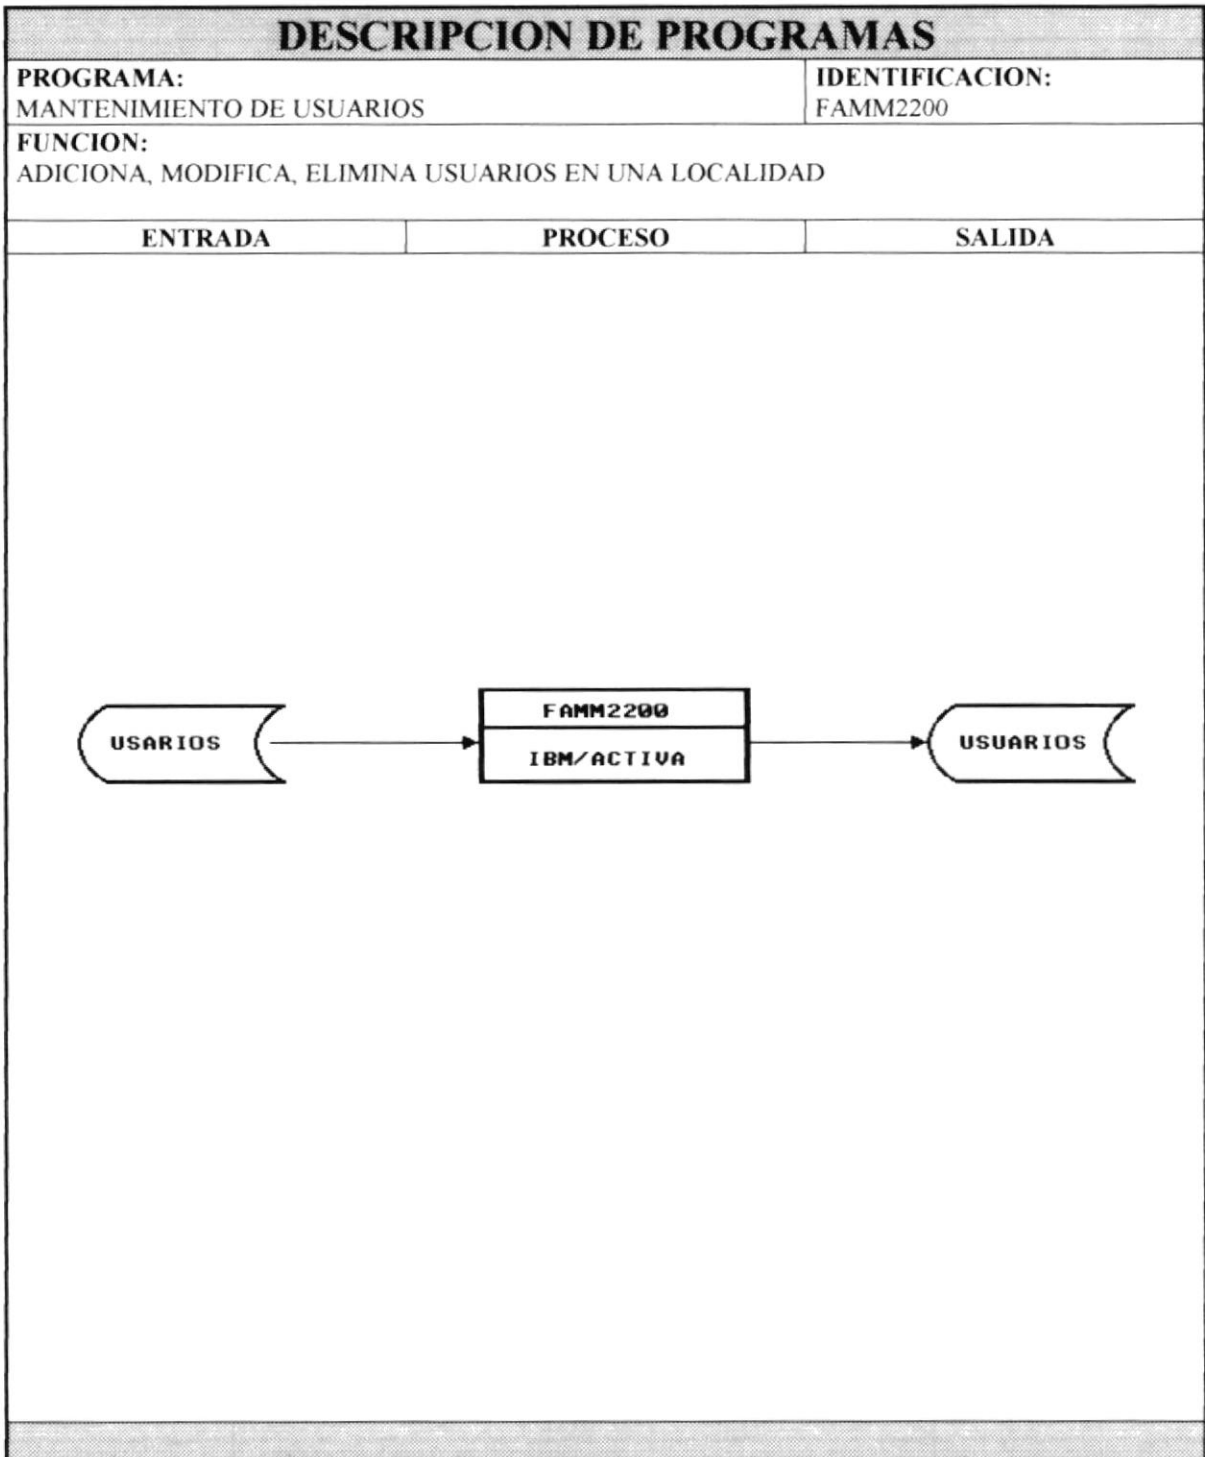 DESCRIPCION DE PROGRAMAS
PROGRAMA:
MANTENIMIENTO DE USUARIOS
IDENTIFICACION:
FAMM2200
FUNCION:
ADICIONA, MODIFICA, ELIMINA USUARIOS EN UNA LOCALIDAD
ENTRADA PROCESO SALIDA
USARIOS
FAMM2200
IBM/ACTIVA
USUARIOS